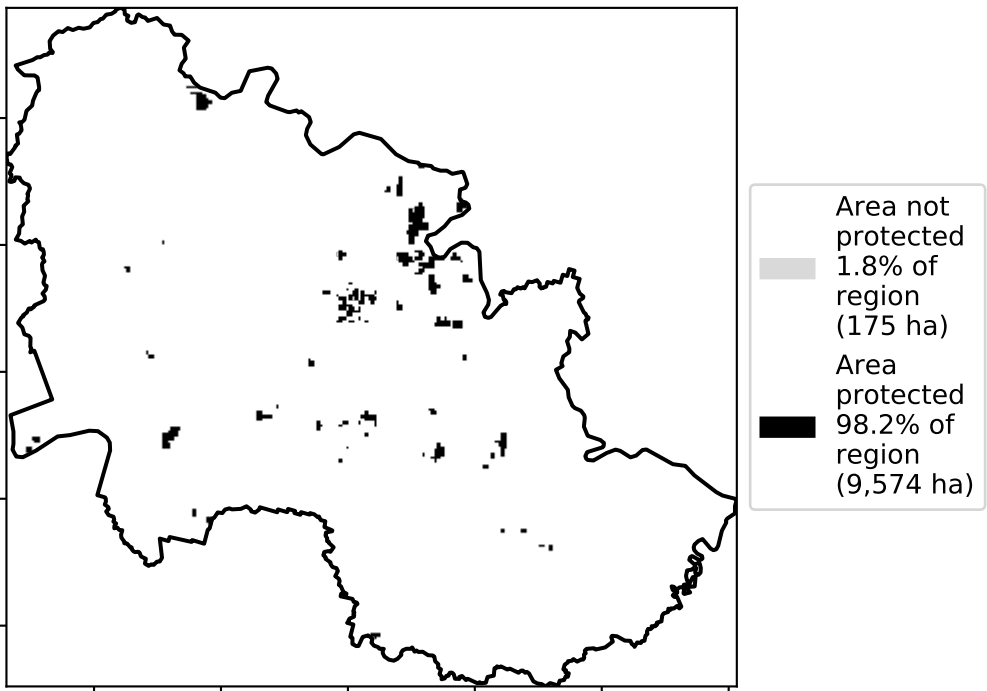 Area not
protected
1.8% of
region
(175 ha)
Area
protected
98.2% of
region
(9,574 ha)